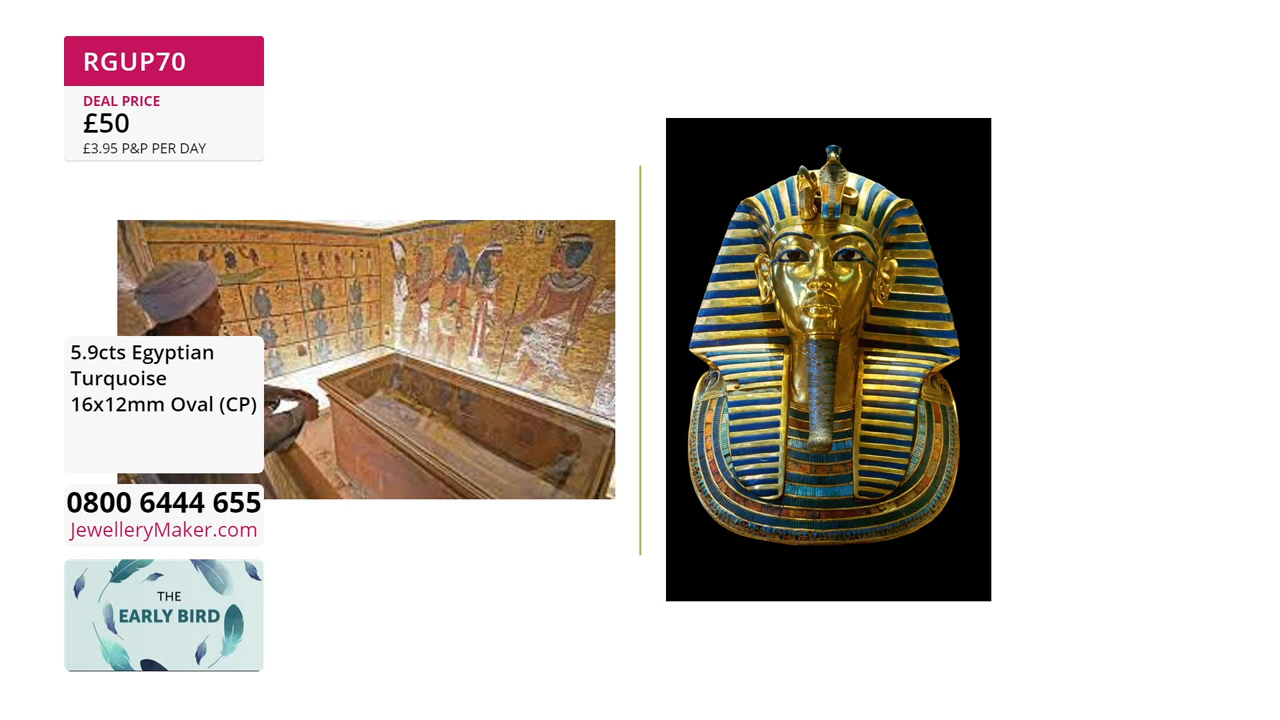 RGUP70
DEAL PRICE
£50
£3.95 P&P PER DAY
5.9cts Egyptian
Turquoise
16x12mm Oval (CP)
0800 6444 655
JewelleryMaker.com
THE
EARLY BIRD